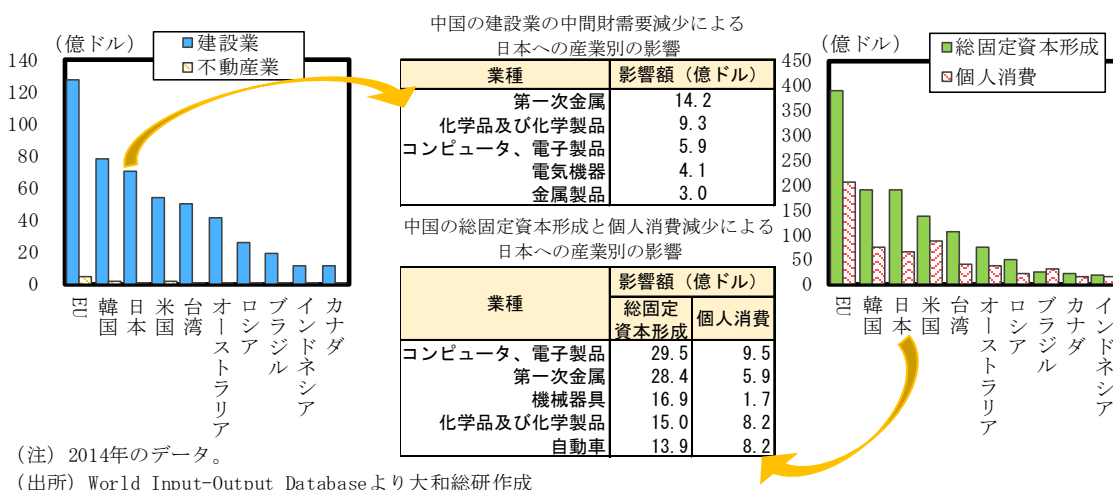 （億ドル）
建設業
不動産業
140
120
100
80
60
40
20
0
EU
韓国
日本
米国
台湾
オーストラリア
ロシア
ブラジル
インドネシア
カナダ
中国の建設業の中間財需要減少による
日本への産業別の影響
業種 影響額（億ドル）
第一次金属 14.2
化学品及び化学製品 9.3
コンピュータ、電子製品 5.9
電気機器 4.1
金属製品 3.0
中国の総固定資本形成と個人消費減少による
日本への産業別の影響
業種 影響額（億ドル）
総固定資本形成 個人消費
コンピュータ、電子製品 29.5 9.5
第一次金属 28.4 5.9
機械器具 16.9 1.7
化学品及び化学製品 15.0 8.2
自動車 13.9 8.2
（億ドル）
総固定資本形成
個人消費
450
400
350
300
250
200
150
100
50
0
EU
韓国
日本
米国
台湾
オーストラリア
ロシア
ブラジル
カナダ
インドネシア
（注）2014年のデータ。
（出所）World Input-Output Databaseより大和総研作成